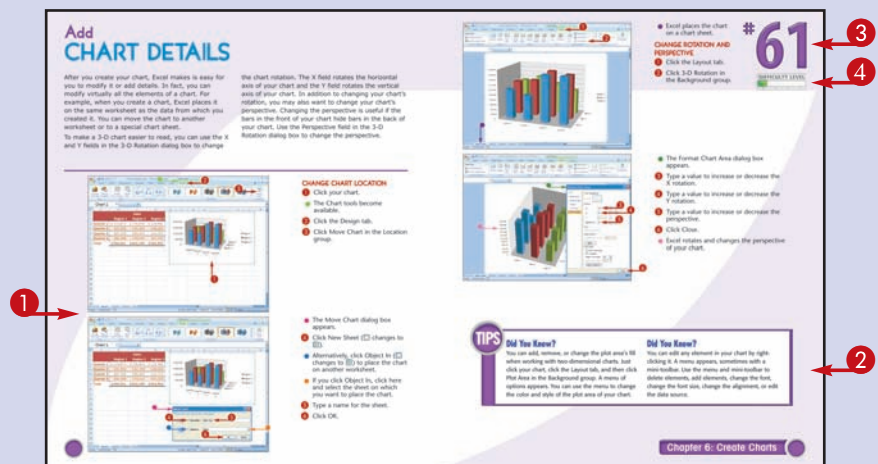 Add
CHART DETAILS
After you create your chart, Excel makes is easy for
you to modify it or add details. In fact, you can
modify virtually all the elements of a chart. For
example, when you create a chart, Excel places it
on the same worksheet as the data from which you
created it. You can move the chart to another
worksheet or to a special chart sheet.
To make a 3-D chart easier to read, you can use the X
and Y fields in the 3-D Rotation dialog box to change
the chart rotation. The X field rotates the horizontal
axis of your chart and the Y field rotates the vertical
axis of your chart. In addition to changing your chart's
rotation, you may also want to change your chart's
perspective. Changing the perspective is useful if the
bars in the front of your chart hide bars in the back of
your chart. Use the Perspective field in the 3-D
Rotation dialog box to change the perspective.
CHANGE CHART LOCATION
1 Click your chart.
The Chart tools become
available.
2 Click the Design tab.
3 Click Move Chart in the Location
group.
The Move Chart dialog box
appears.
4 Click New Sheet (changes to
).
Alternatively, click Object In (
changes to ) to place the chart
on another worksheet.
If you click Object In, click here
and select the sheet on which
you want to place the chart.
5 Type a name for the sheet.
6 Click OK.
Excel places the chart
on a chart sheet.
CHANGE ROTATION AND
PERSPECTIVE
1 Click the Layout tab.
2 Click 3-D Rotation in
the Background group.
#61
DIFFICULTY LEVEL
The Format Chart Area dialog box
appears.
3 Type a value to increase or decrease the
X rotation.
4 Type a value to increase or decrease the
Y rotation.
5 Type a value to increase or decrease the
perspective.
6 Click Close.
Excel rotates and changes the perspective
of your chart.
TIPS
Did You Know?
You can add, remove, or change the plot area's fill
when working with two-dimensional charts. Just
click your chart, click the Layout tab, and then click
Plot Area in the Background group. A menu of
options appears. You can use the menu to change
the color and style of the plot area of your chart.
Did You Know?
You can edit any element in your chart by right-
clicking it. A menu appears, sometimes with a
mini-toolbar. Use the menu and mini-toolbar to
delete elements, add elements, change the font,
change the font size, change the alignment, or edit
the data source.
Chapter 6: Create Charts
1
2
3
4